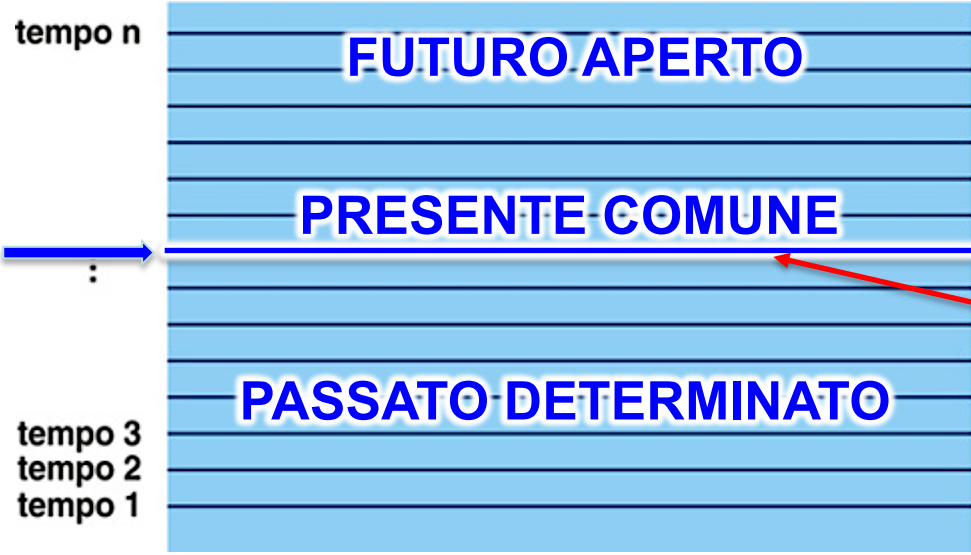 tempo n
FUTURO APERTO
PRESENTE COMUNE
:
PASSATO DETERMINATO
tempo 3
tempo 2
tempo 1